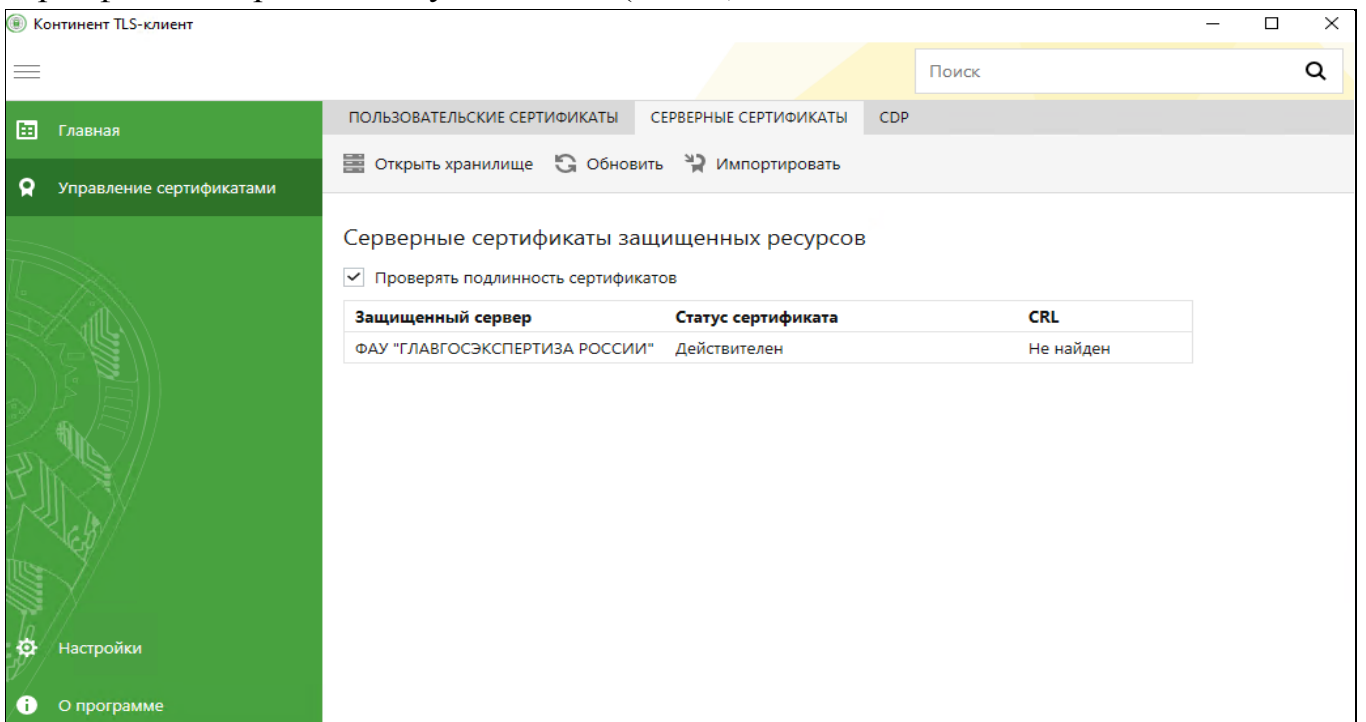 Континент TLS-клиент
Поиск
Главная
Управление сертификатами
ПОЛЬЗОВАТЕЛЬСКИЕ СЕРТИФИКАТЫ СЕРВЕРНЫЕ СЕРТИФИКАТЫ CDP
Открыть хранилище Обновить Импортировать
Серверные сертификаты защищенных ресурсов
Проверять подлинность сертификатов
Защищенный сервер Статус сертификата CRL
ФАУ "ГЛАВГОСЭКСПЕРТИЗА РОССИИ" Действителен Не найден
Настройки
О программе